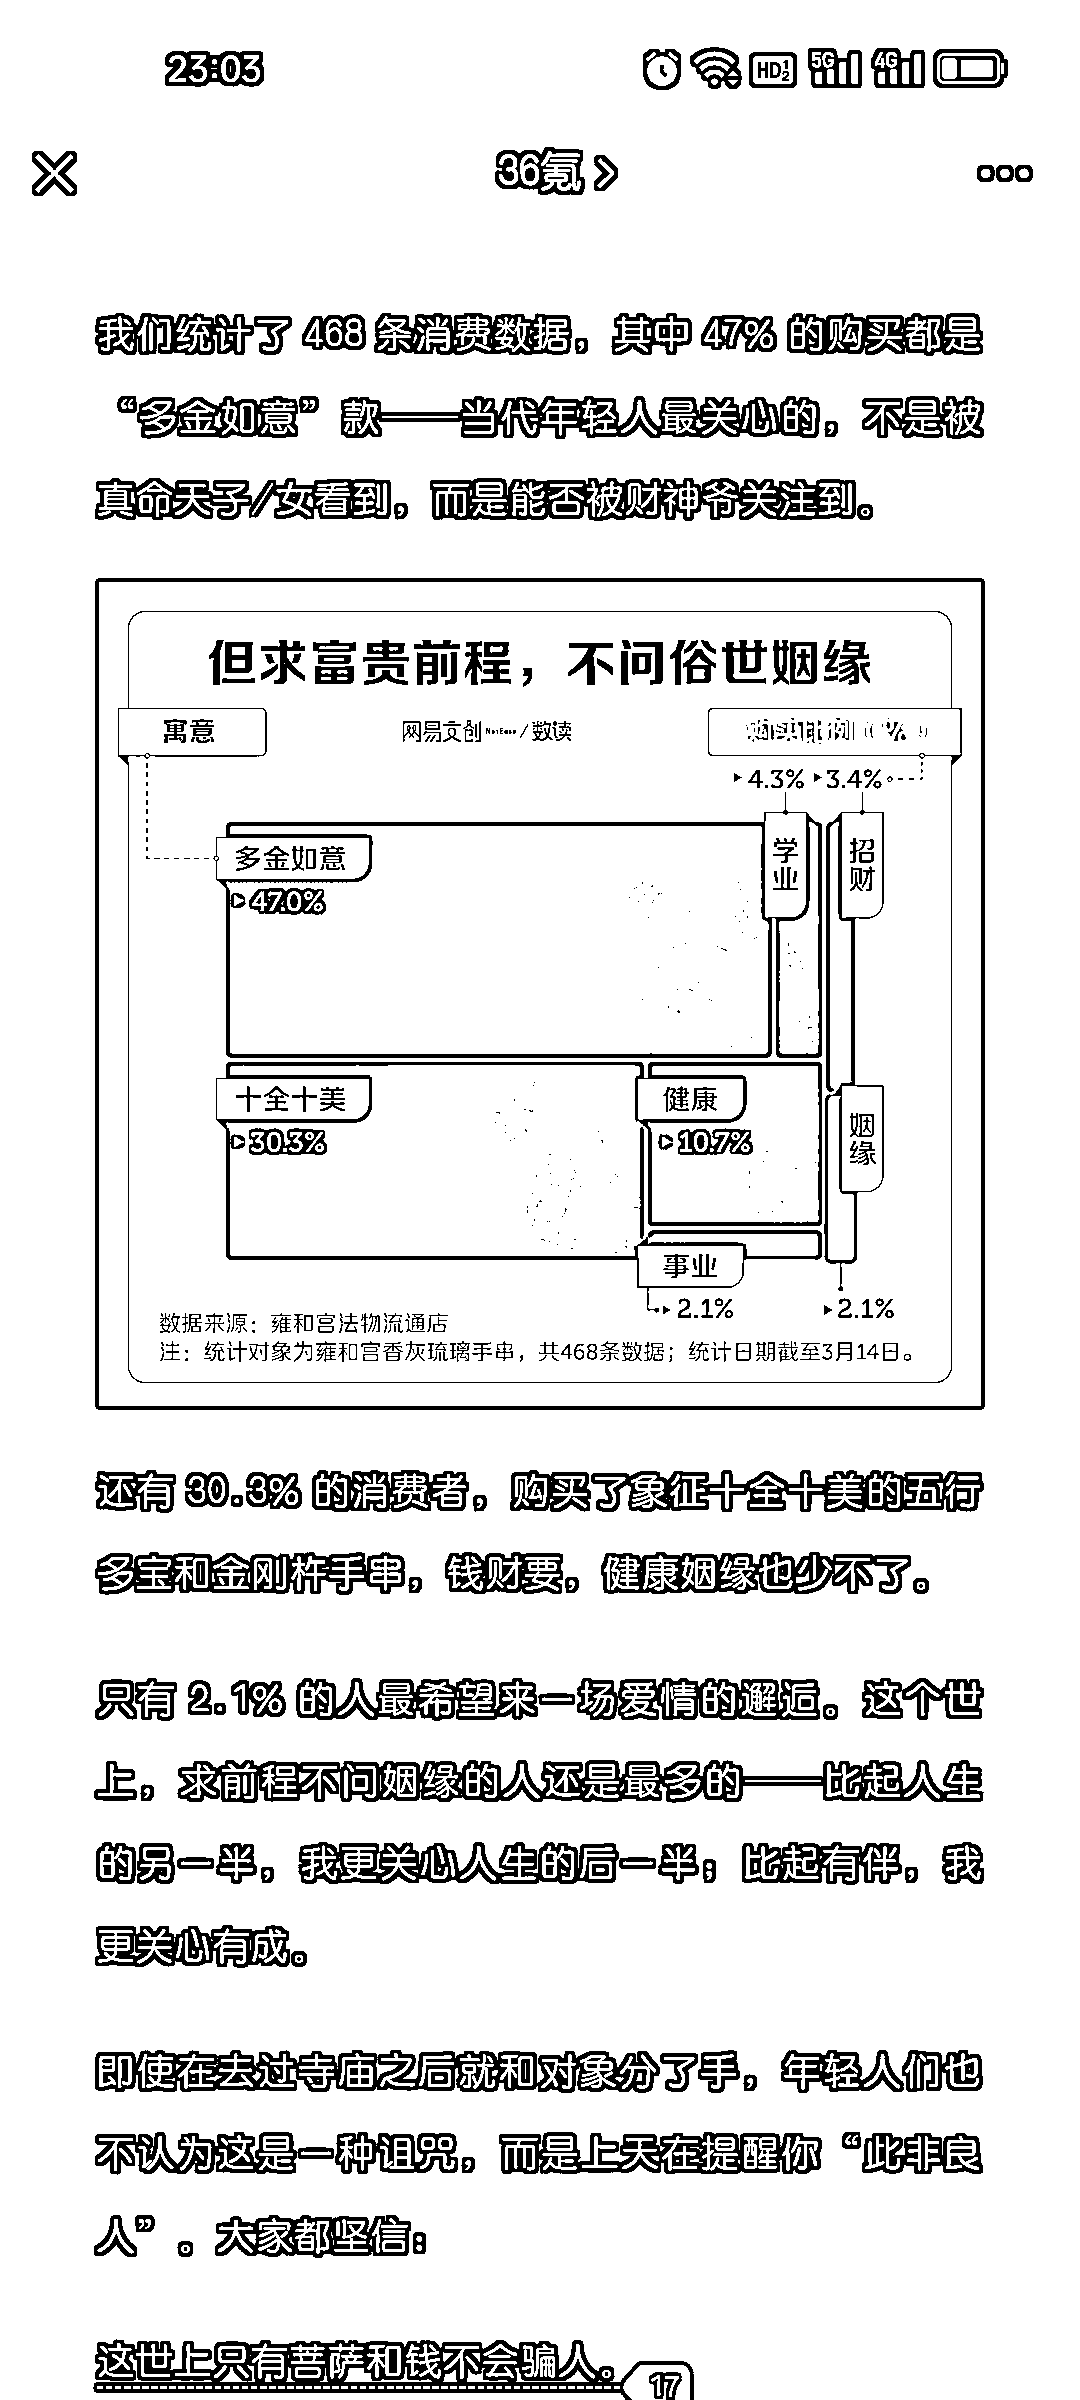 23:03
HD 5G 4G
36氪
我们统计了 468 条消费数据，其中 47% 的购买都是
“多金如意”款——当代年轻人最关心的，不是被
真命天子/女看到，而是能否被财神爷关注到。
但求富贵前程，不问俗世姻缘
寓意
网易文创 NetEase / 数读
购买比例（%）
4.3% 3.4%
学业
招财
多金如意
47.0%
十全十美
30.3%
健康
10.7%
姻缘
事业
2.1%
2.1%
数据来源：雍和宫法物流通店
注：统计对象为雍和宫香灰琉璃手串，共468条数据；统计日期截至3月14日。
还有 30.3% 的消费者，购买了象征十全十美的五行
多宝和金刚杵手串，钱财要，健康姻缘也少不了。
只有 2.1% 的人最希望来一场爱情的邂逅。这个世
上，求前程不问姻缘的人还是最多的——比起人生
的另一半，我更关心人生的后一半；比起有伴，我
更关心有成。
即使在去过寺庙之后就和对象分了手，年轻人们也
不认为这是一种诅咒，而是上天在提醒你“此非良
人”。大家都坚信：
这世上只有菩萨和钱不会骗人。
17